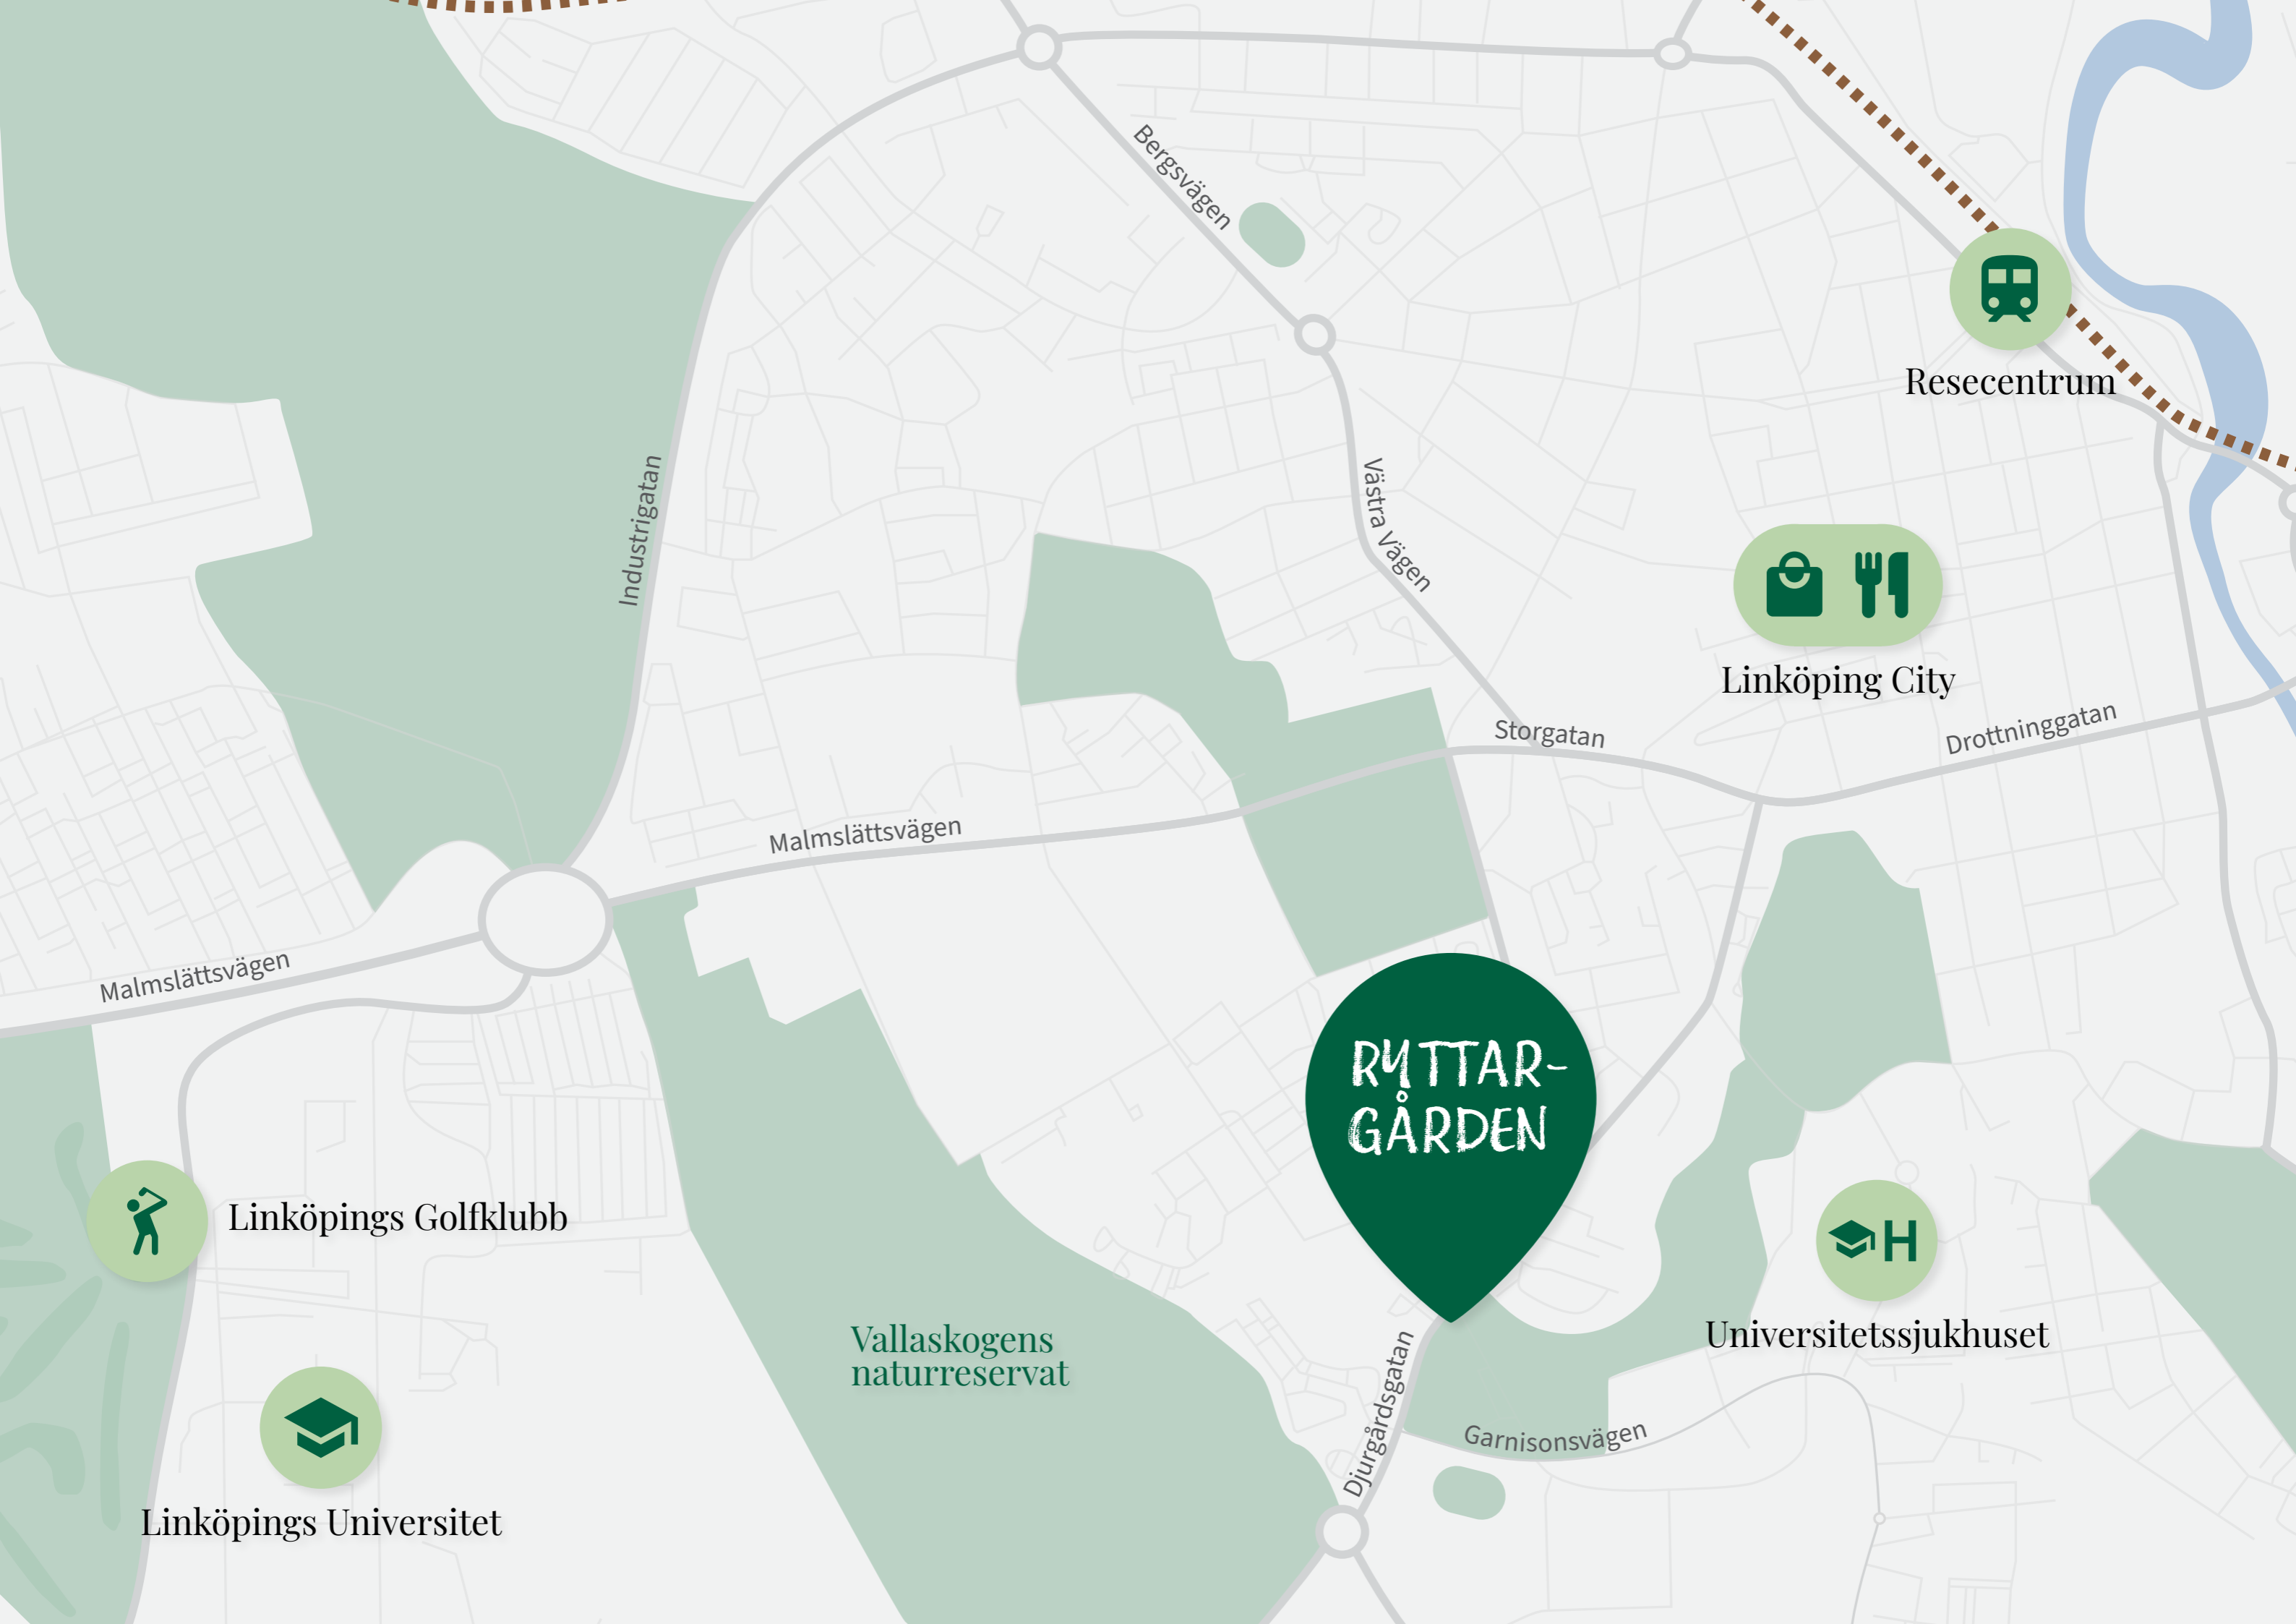 Bergsvägen
Resecentrum
Industrigatan
Västra Vägen
Linköping City
Storgatan
Drottninggatan
Malmslättsvägen
Malmslättsvägen
RYTTAR-
GÅRDEN
Linköpings Golfklubb
H
Universitetssjukhuset
Vallaskogens
naturreservat
Djurgårdsgatan
Garnisonsvägen
Linköpings Universitet